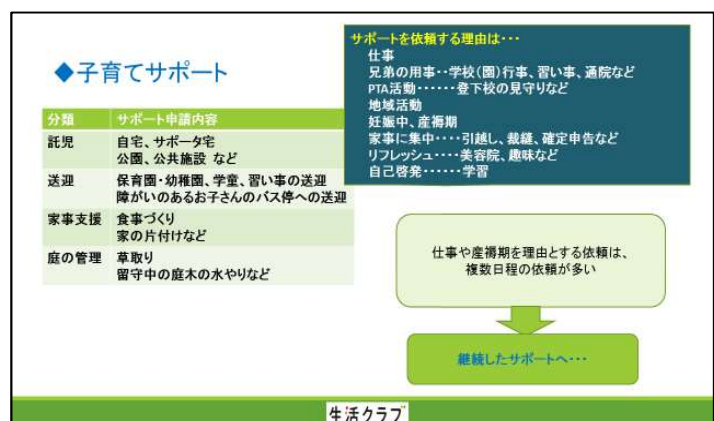 ◆子育てサポート
分類 サポート申請内容
託児 自宅、サポータ宅
公園、公共施設 など
送迎 保育園・幼稚園、学童、習い事の送迎
障がいのあるお子さんのバス停への送迎
家事支援 食事づくり
家の片付けなど
庭の管理 草取り
留守中の庭木の水やりなど
サポートを依頼する理由は・・・
仕事
兄弟の用事・・学校(園)行事、習い事、通院など
PTA活動・・・・・・登下校の見守りなど
地域活動
妊娠中、産褥期
家事に集中・・・・引越し、裁縫、確定申告など
リフレッシュ・・・・美容院、趣味など
自己啓発・・・・・・学習
仕事や産褥期を理由とする依頼は、
複数日程の依頼が多い
継続したサポートへ・・・
生活クラブ